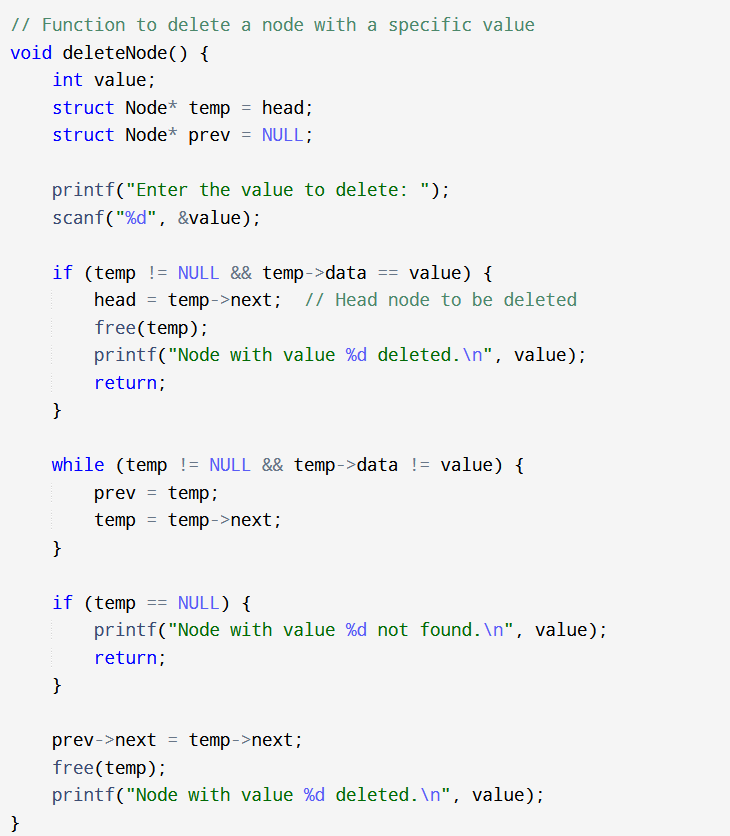 // Function to delete a node with a specific value
void deleteNode() {
    int value;
    struct Node* temp = head;
    struct Node* prev = NULL;

    printf("Enter the value to delete: ");
    scanf("%d", &value);

    if (temp != NULL && temp->data == value) {
        head = temp->next;  // Head node to be deleted
        free(temp);
        printf("Node with value %d deleted.\n", value);
        return;
    }

    while (temp != NULL && temp->data != value) {
        prev = temp;
        temp = temp->next;
    }

    if (temp == NULL) {
        printf("Node with value %d not found.\n", value);
        return;
    }

    prev->next = temp->next;
    free(temp);
    printf("Node with value %d deleted.\n", value);
}